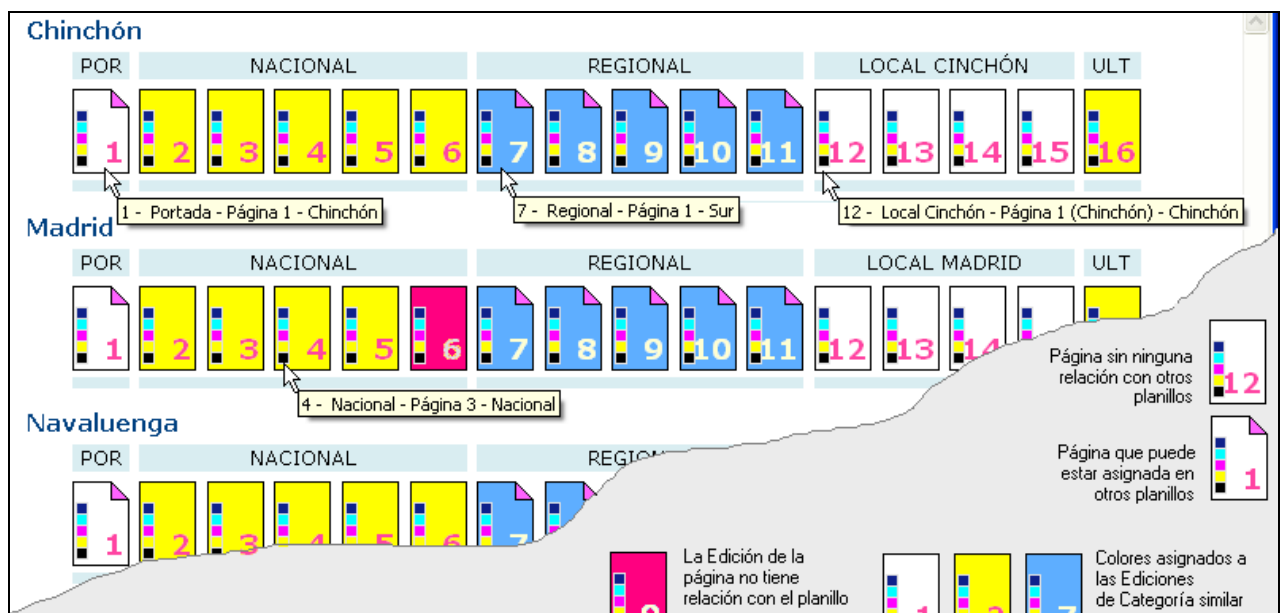 Chinchón
POR NACIONAL REGIONAL LOCAL CINCHÓN ULT
1 2 3 4 5 6 7 8 9 10 11 12 13 14 15 16
1 - Portada - Página 1 - Chinchón
7 - Regional - Página 1 - Sur
12 - Local Cinchón - Página 1 (Chinchón) - Chinchón
Madrid
POR NACIONAL REGIONAL LOCAL MADRID ULT
1 2 3 4 5 6 7 8 9 10 11 12 13 14
4 - Nacional - Página 3 - Nacional
Navaluenga
POR NACIONAL
1 2 3 4 5 6 7
Página sin ninguna
relación con otros
planillos
12
Página que puede
estar asignada en
otros planillos
1
La Edición de la
página no tiene
relación con el planillo
1 2 7
Colores asignados a
las Ediciones
de Categoría similar